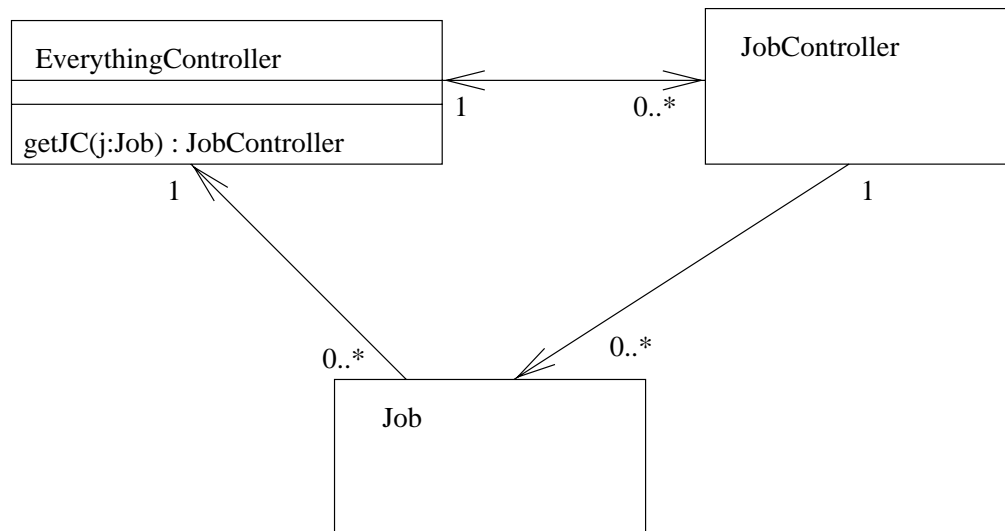 EverythingController
JobController
1
0..*
getJC(j:Job) : JobController
1
1
0..*
0..*
Job